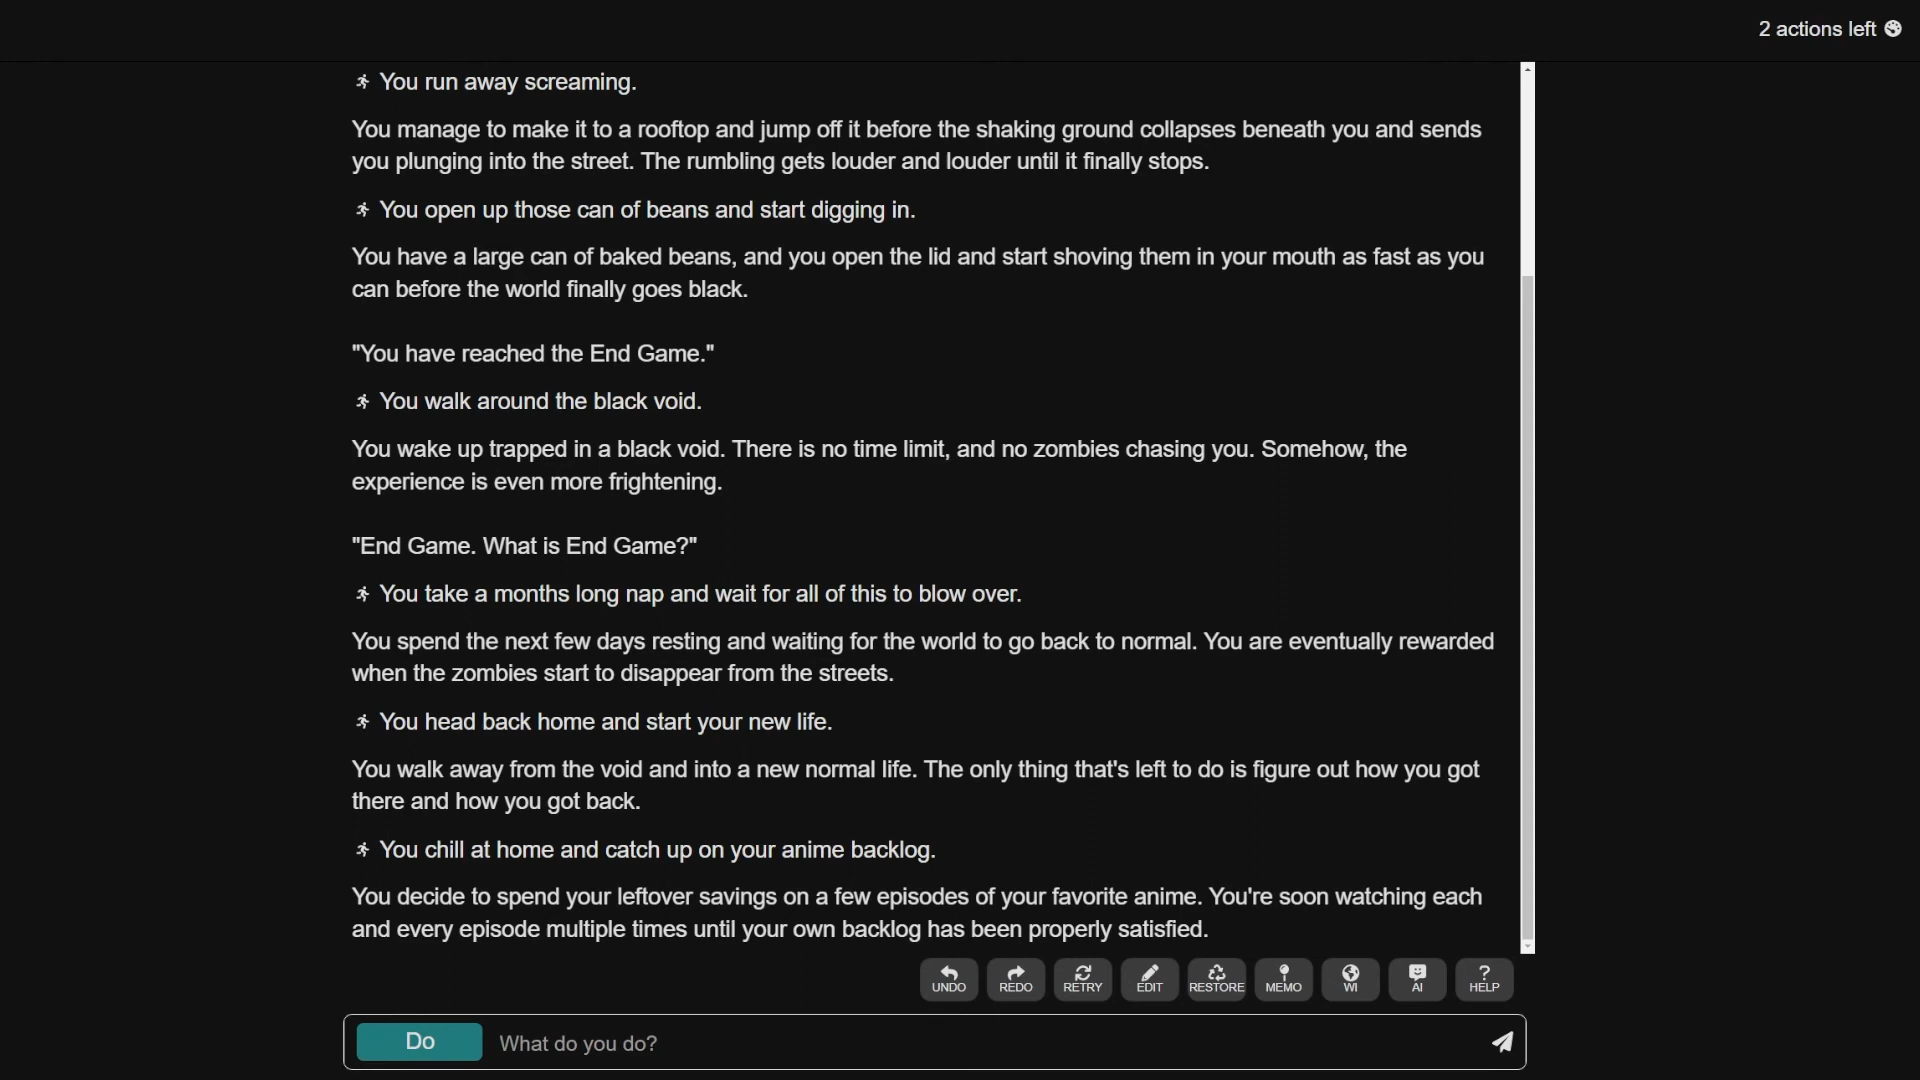 2 actions left
You run away screaming.
You manage to make it to a rooftop and jump off it before the shaking ground collapses beneath you and sends
you plunging into the street. The rumbling gets louder and louder until it finally stops.
You open up those can of beans and start digging in.
You have a large can of baked beans, and you open the lid and start shoving them in your mouth as fast as you
can before the world finally goes black.
"You have reached the End Game."
You walk around the black void.
You wake up trapped in a black void. There is no time limit, and no zombies chasing you. Somehow, the
experience is even more frightening.
"End Game. What is End Game?"
You take a months long nap and wait for all of this to blow over.
You spend the next few days resting and waiting for the world to go back to normal. You are eventually rewarded
when the zombies start to disappear from the streets.
You head back home and start your new life.
You walk away from the void and into a new normal life. The only thing that's left to do is figure out how you got
there and how you got back.
You chill at home and catch up on your anime backlog.
You decide to spend your leftover savings on a few episodes of your favorite anime. You're soon watching each
and every episode multiple times until your own backlog has been properly satisfied.
UNDO REDO RETRY EDIT RESTORE MEMO WI AI HELP
Do What do you do?